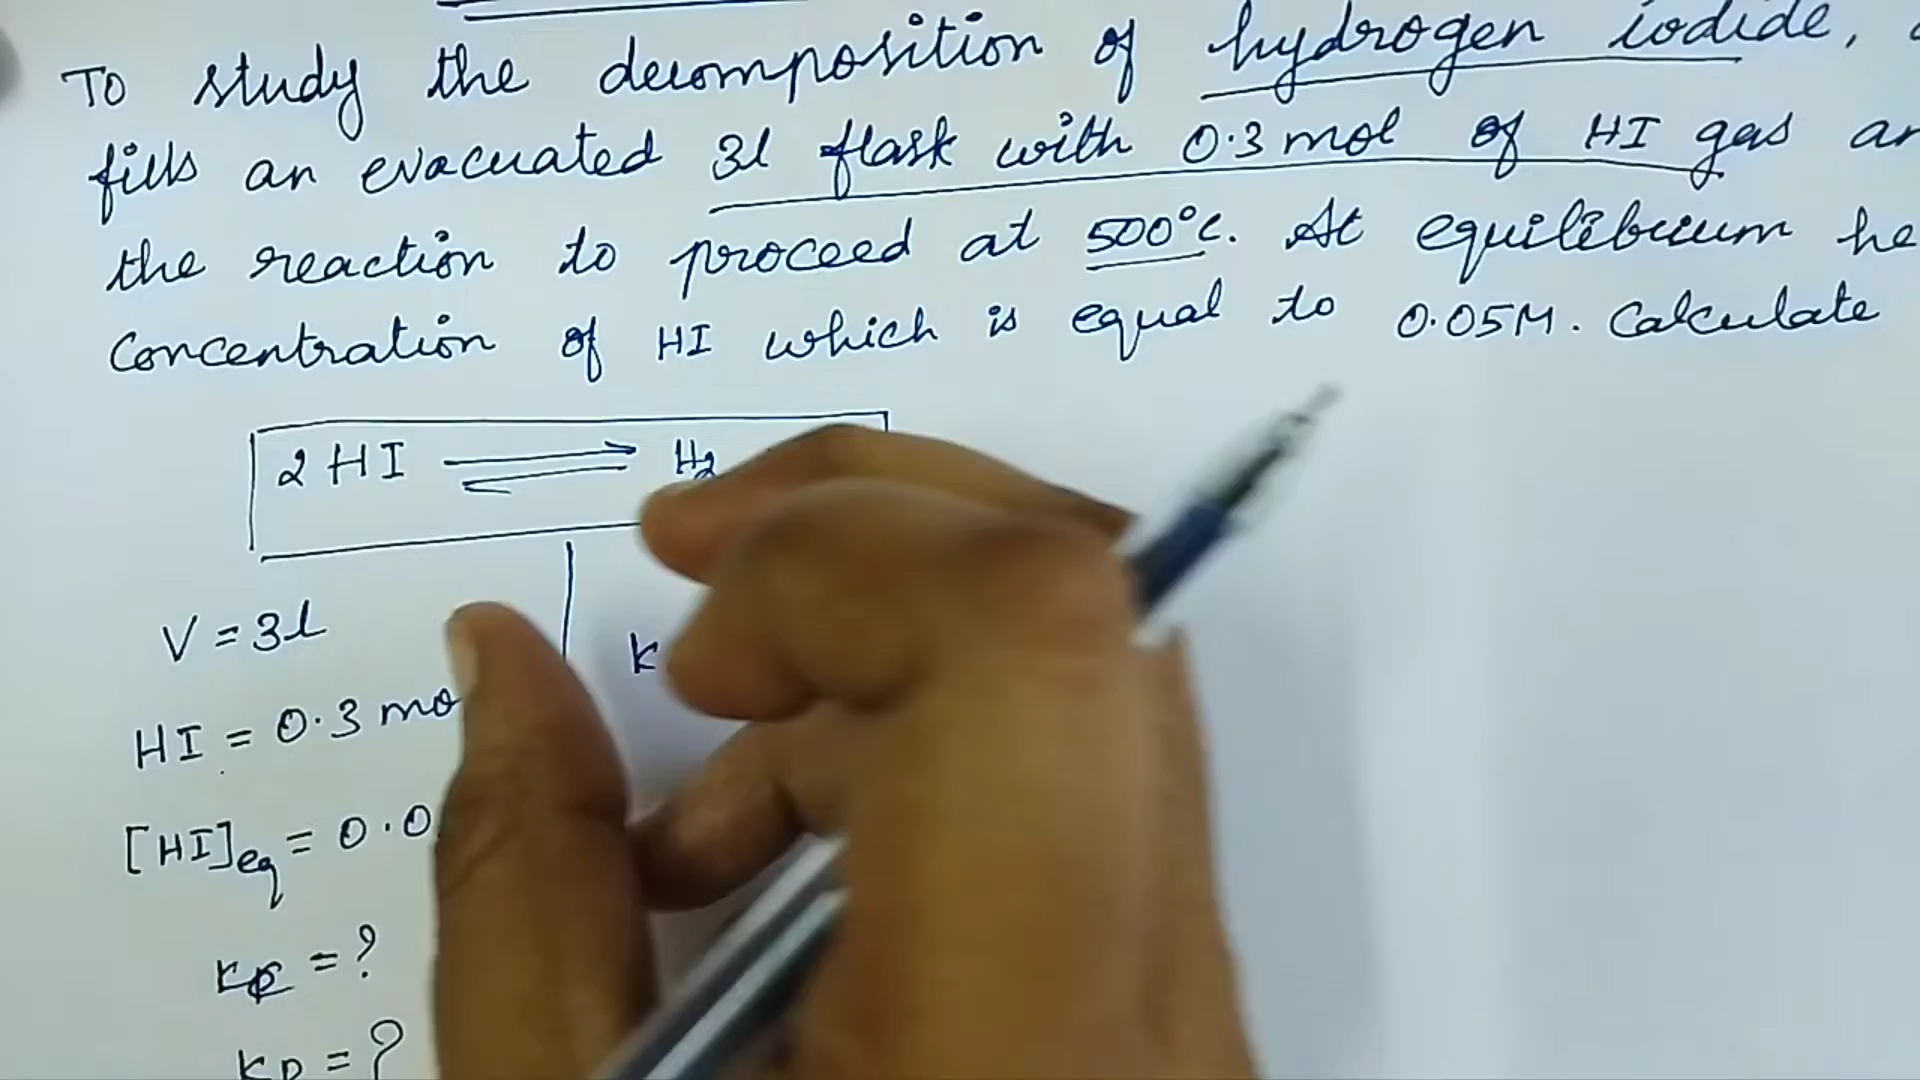 To study the decomposition of hydrogen iodide,
fills an evacuated 3l flask with 0.3 mol of HI gas
the reaction to proceed at 500°C. At equilibrium he
concentration of HI which is equal to 0.05M. Calculate
2 HI ⇌ H₂
V = 3l
K
HI = 0.3 mo
[HI]eq = 0.0
Kc = ?
KP = ?